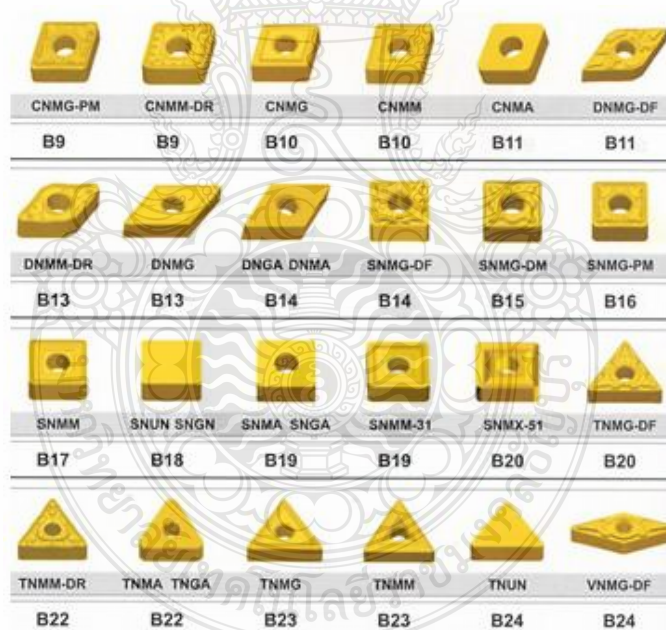 CNMG-PM CNMM-DR CNMG CNMM CNMA DNMG-DF
B9 B9 B10 B10 B11 B11
DNMM-DR DNMG DNGA DNMA SNMG-DF SNMG-DM SNMG-PM
B13 B13 B14 B14 B15 B16
SNMM SNUN SNGN SNMA SNGA SNMM-31 SNMX-51 TNMG-DF
B17 B18 B19 B19 B20 B20
TNMM-DR TNMA TNGA TNMG TNMM TNUN VNMG-DF
B22 B22 B23 B23 B24 B24